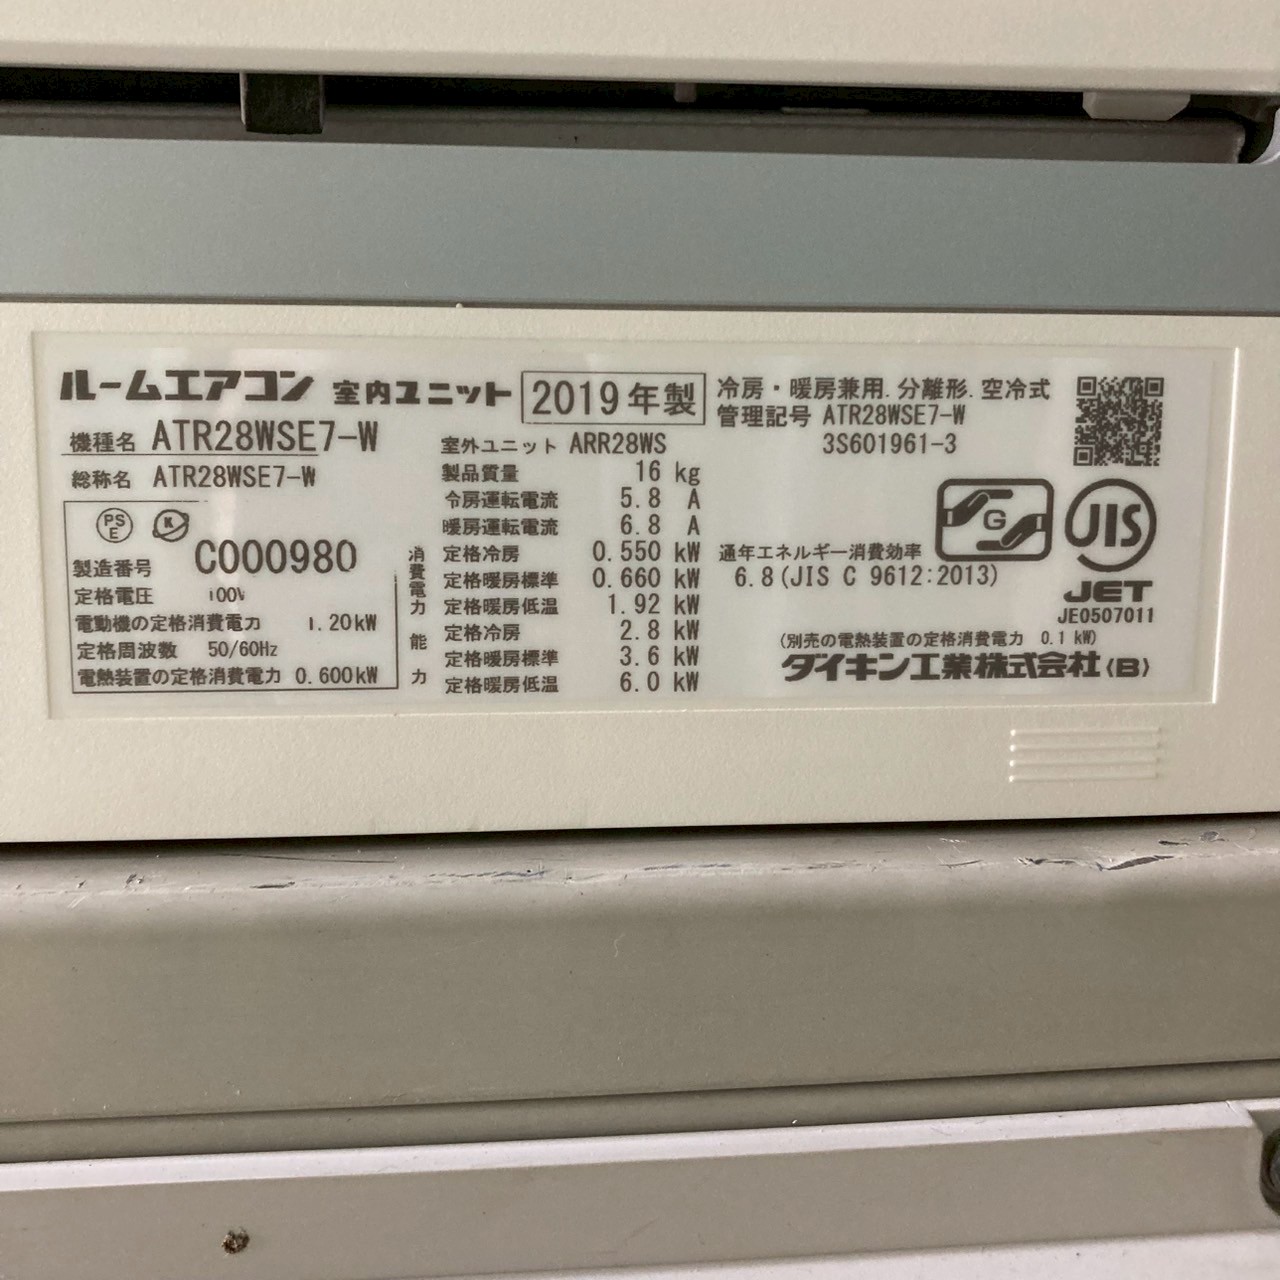 ルームエアコン 室内ユニット 2019年製
機種名 ATR28WSE7-W
総称名 ATR28WSE7-W
PS
E
K
製造番号 C000980
定格電圧 100V
電動機の定格消費電力 1.20kW
定格周波数 50/60Hz
電熱装置の定格消費電力 0.600kW
室外ユニット ARR28WS
製品質量 16 kg
冷房運転電流 5.8 A
暖房運転電流 6.8 A
消費電力
定格冷房 0.550 kW
定格暖房標準 0.660 kW
定格暖房低温 1.92 kW
能力
定格冷房 2.8 kW
定格暖房標準 3.6 kW
定格暖房低温 6.0 kW
冷房・暖房兼用.分離形.空冷式
管理記号 ATR28WSE7-W
3S601961-3
G
JIS
通年エネルギー消費効率
6.8(JIS C 9612:2013)
JET
JE0507011
(別売の電熱装置の定格消費電力 0.1 kW)
ダイキン工業株式会社(B)